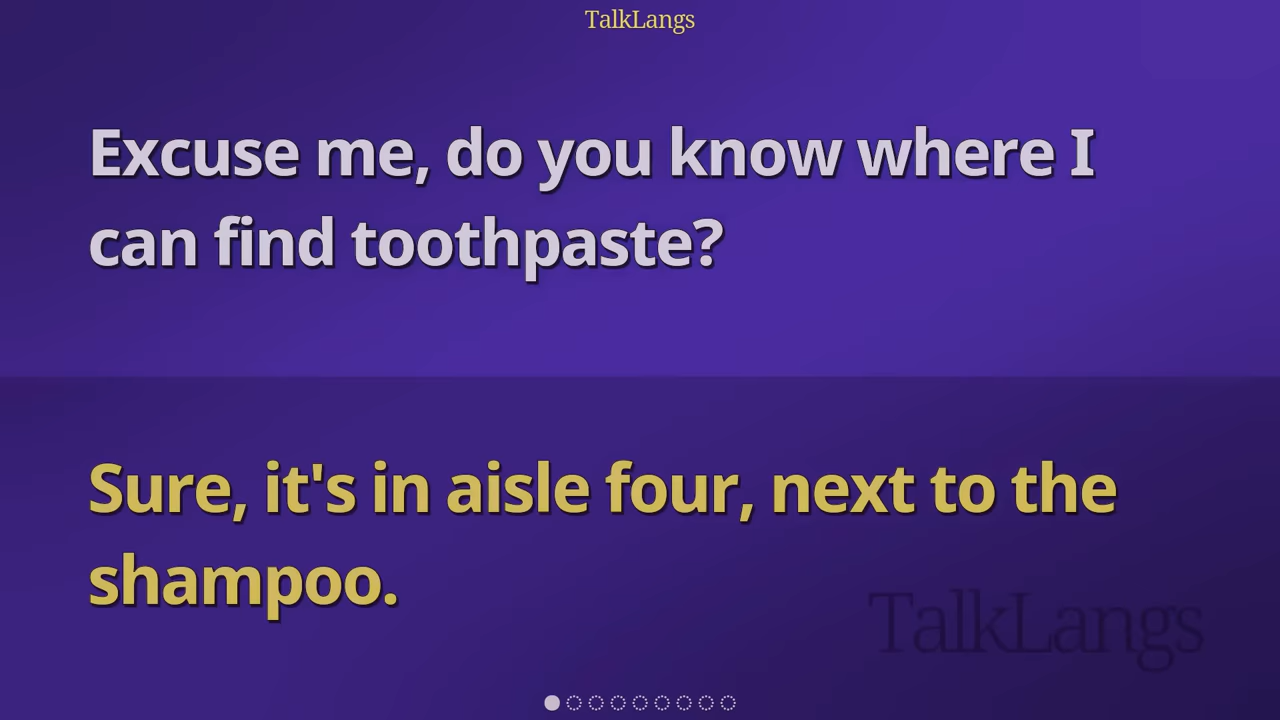 TalkLangs
Excuse me, do you know where I
can find toothpaste?
Sure, it's in aisle four, next to the
shampoo.
TalkLangs